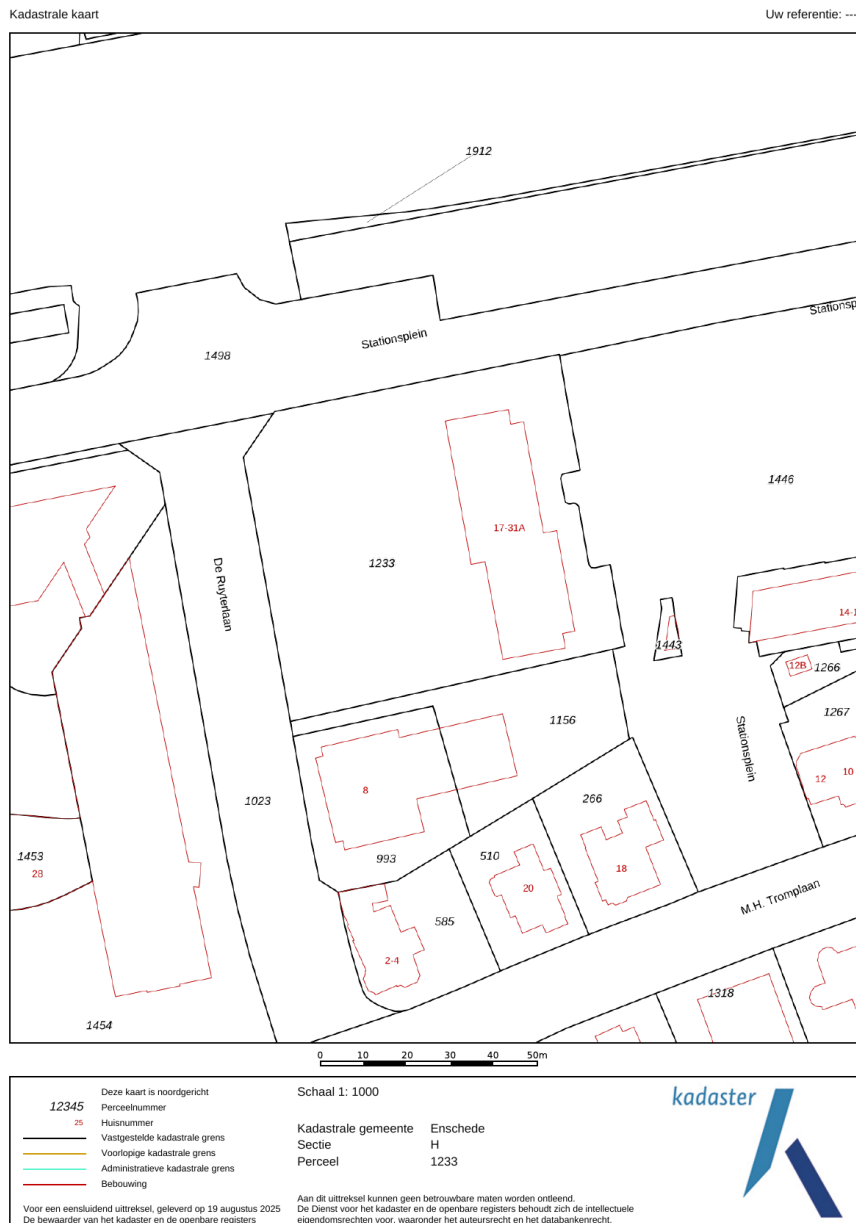 Kadastrale kaart
Uw referentie: ---
1912
Stationsplein
Stationsp
1498
1446
17-31A
1233
De Ruyterlaan
14-1
1443
12B
1266
1267
1156
Stationsplein
12
10
8
266
1023
993
510
1453
28
18
20
M.H. Tromplaan
585
2-4
1318
1454
0 10 20 30 40 50m
Deze kaart is noordgericht
12345 Perceelnummer
25 Huisnummer
Vastgestelde kadastrale grens
Voorlopige kadastrale grens
Administratieve kadastrale grens
Bebouwing
Voor een eensluidend uittreksel, geleverd op 19 augustus 2025
De bewaarder van het kadaster en de openbare registers
Schaal 1: 1000
Kadastrale gemeente Enschede
Sectie H
Perceel 1233
Aan dit uittreksel kunnen geen betrouwbare maten worden ontleend.
De Dienst voor het kadaster en de openbare registers behoudt zich de intellectuele
eigendomsrechten voor, waaronder het auteursrecht en het databankenrecht.
kadaster